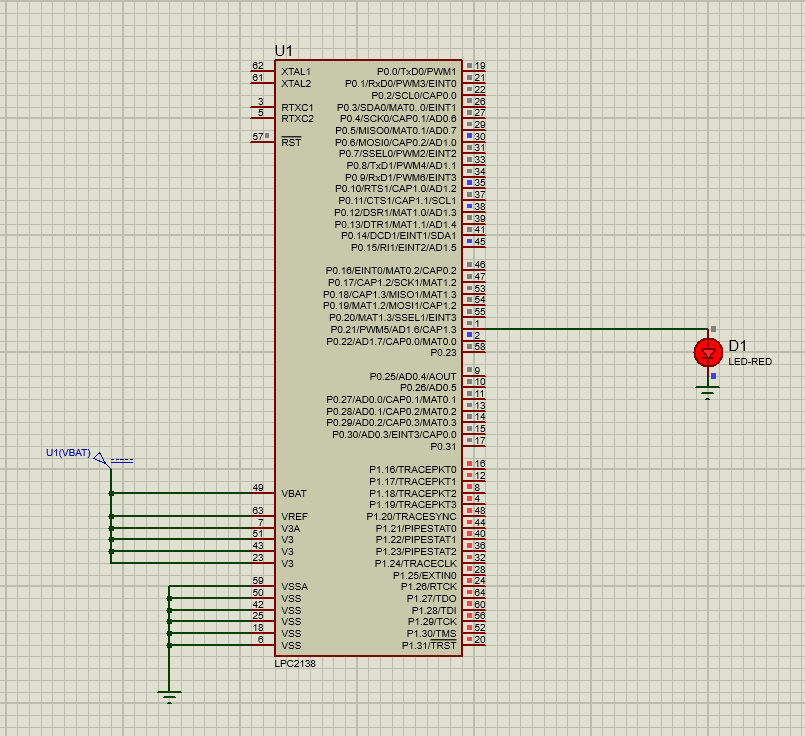 U1
62 XTAL1 P0.0/TxD0/PWM1 19
61 XTAL2 P0.1/RxD0/PWM3/EINT0 21
P0.2/SCL0/CAP0.0 22
3 RTXC1 P0.3/SDA0/MAT0..0/EINT1 26
5 RTXC2 P0.4/SCK0/CAP0.1/AD0.6 27
P0.5/MISO0/MAT0.1/AD0.7 29
57 RST P0.6/MOSI0/CAP0.2/AD1.0 30
P0.7/SSEL0/PWM2/EINT2 31
P0.8/TxD1/PWM4/AD1.1 33
P0.9/RxD1/PWM6/EINT3 34
P0.10/RTS1/CAP1.0/AD1.2 35
P0.11/CTS1/CAP1.1/SCL1 37
P0.12/DSR1/MAT1.0/AD1.3 38
P0.13/DTR1/MAT1.1/AD1.4 39
P0.14/DCD1/EINT1/SDA1 41
P0.15/RI1/EINT2/AD1.5 45
P0.16/EINT0/MAT0.2/CAP0.2 46
P0.17/CAP1.2/SCK1/MAT1.2 47
P0.18/CAP1.3/MISO1/MAT1.3 53
P0.19/MAT1.2/MOSI1/CAP1.2 54
P0.20/MAT1.3/SSEL1/EINT3 55
P0.21/PWM5/AD1.6/CAP1.3 1
P0.22/AD1.7/CAP0.0/MAT0.0 2
P0.23 58
D1
LED-RED
P0.25/AD0.4/AOUT 9
P0.26/AD0.5 10
P0.27/AD0.0/CAP0.1/MAT0.1 11
P0.28/AD0.1/CAP0.2/MAT0.2 13
P0.29/AD0.2/CAP0.3/MAT0.3 14
P0.30/AD0.3/EINT3/CAP0.0 15
P0.31 17
U1(VBAT)
P1.16/TRACEPKT0 16
P1.17/TRACEPKT1 12
49 VBAT P1.18/TRACEPKT2 8
P1.19/TRACEPKT3 4
63 VREF P1.20/TRACESYNC 48
7 V3A P1.21/PIPESTAT0 44
51 V3 P1.22/PIPESTAT1 40
43 V3 P1.23/PIPESTAT2 36
23 V3 P1.24/TRACECLK 32
P1.25/EXTIN0 28
59 VSSA P1.26/RTCK 24
50 VSS P1.27/TDO 64
42 VSS P1.28/TDI 60
25 VSS P1.29/TCK 56
18 VSS P1.30/TMS 52
6 VSS P1.31/TRST 20
LPC2138